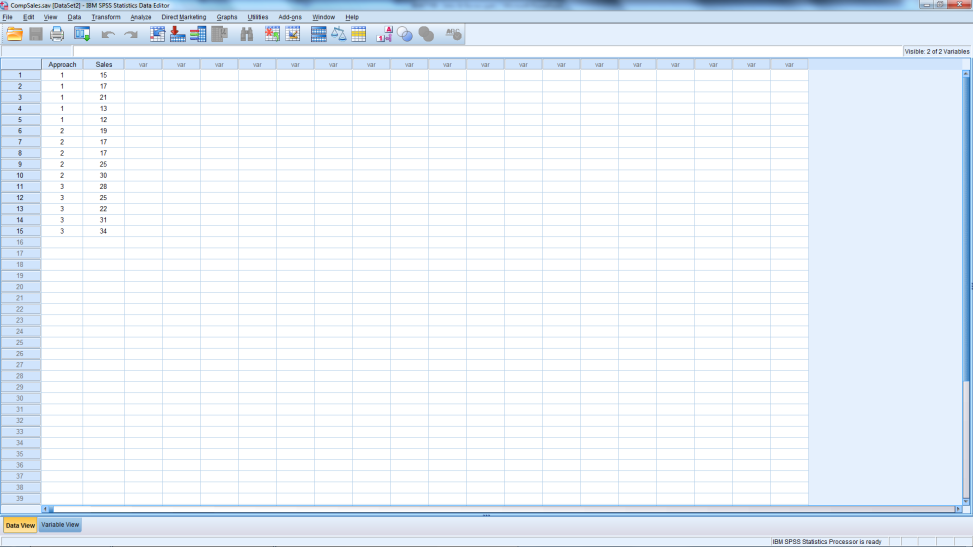 CompSales.sav [DataSet2] - IBM SPSS Statistics Data Editor
File Edit View Data Transform Analyze Direct Marketing Graphs Utilities Add-ons Window Help
Visible: 2 of 2 Variables
Approach Sales var var var var var var var var var var var var var var var var var var
1 1 15
2 1 17
3 1 21
4 1 13
5 1 12
6 2 19
7 2 17
8 2 17
9 2 25
10 2 30
11 3 28
12 3 25
13 3 22
14 3 31
15 3 34
16
17
18
19
20
21
22
23
24
25
26
27
28
29
30
31
32
33
34
35
36
37
38
39
Data View Variable View
IBM SPSS Statistics Processor is ready